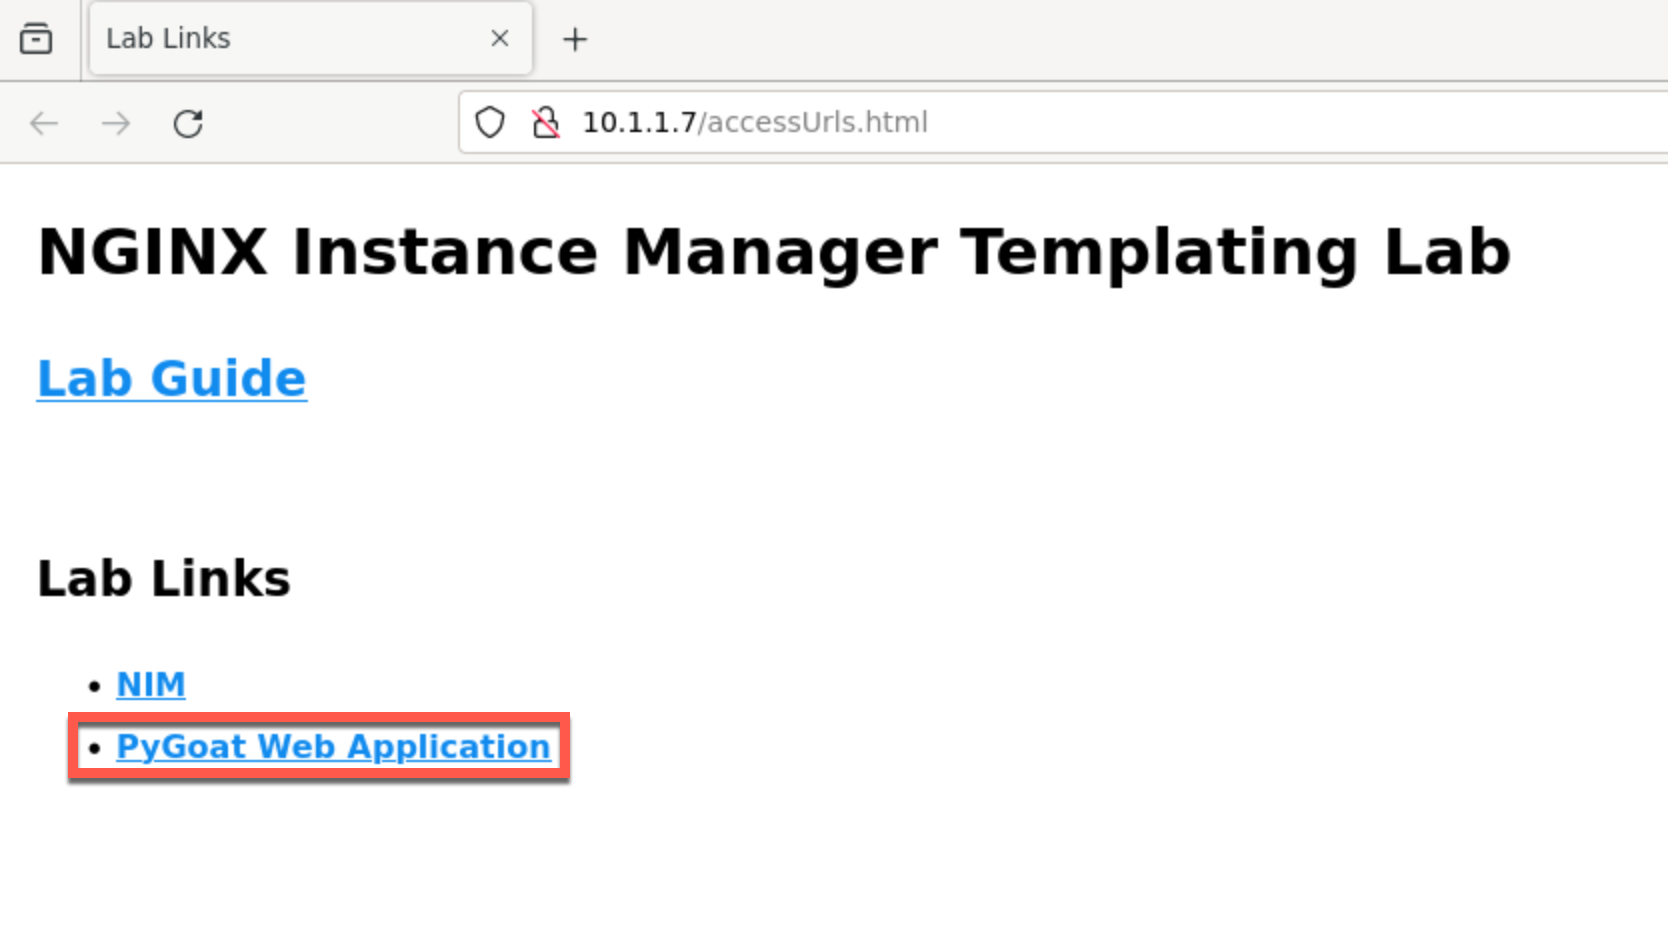 Lab Links
10.1.1.7/accessUrls.html
NGINX Instance Manager Templating Lab
Lab Guide
Lab Links
NIM
PyGoat Web Application